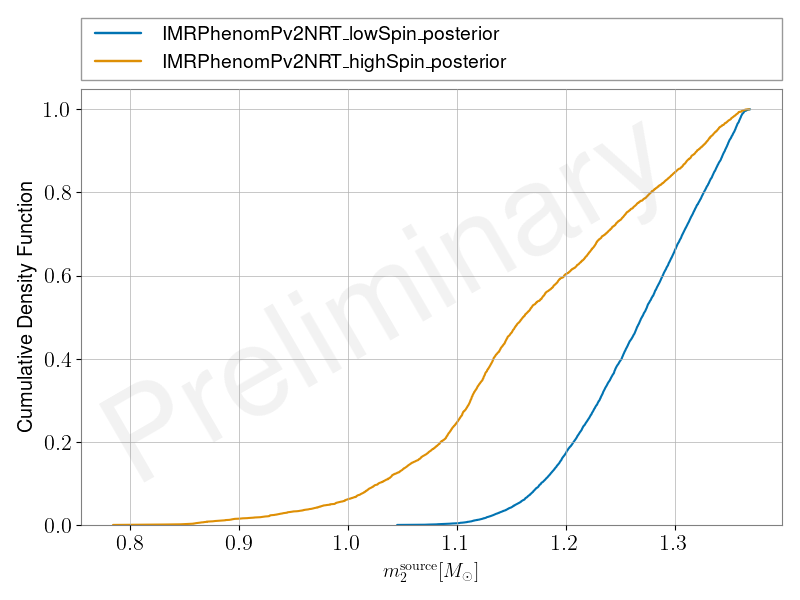 IMRPhenomPv2NRT_lowSpin_posterior
IMRPhenomPv2NRT_highSpin_posterior
Preliminary
Cumulative Density Function
1.0
0.8
0.6
0.4
0.2
0.0
0.8 0.9 1.0 1.1 1.2 1.3
m₂^source [M_⊙]